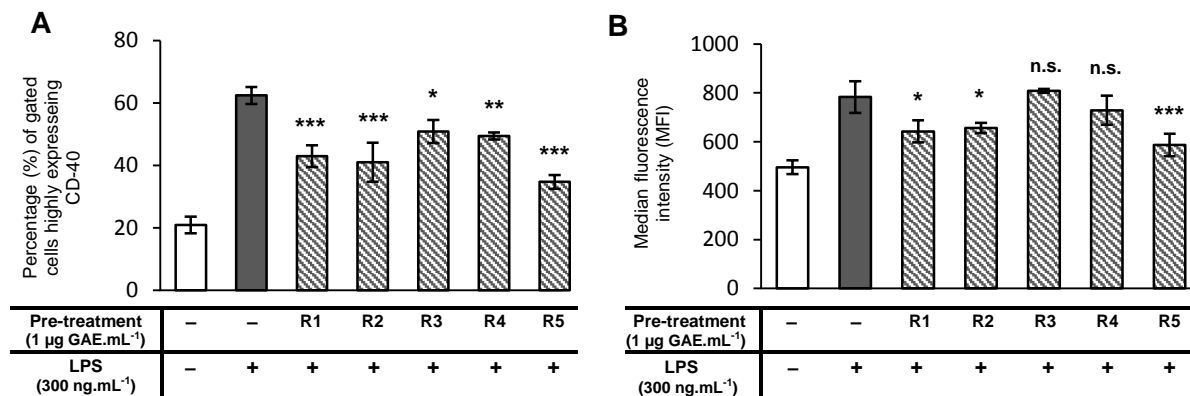 A
Percentage (%) of gated
cells highly expresseing
CD-40
80
60
40
20
0
***
***
*
**
***
Pre-treatment
(1 µg GAE.mL-1)
– – R1 R2 R3 R4 R5
LPS
(300 ng.mL-1)
– + + + + + +
B
Median fluorescence
intensity (MFI)
1000
800
600
400
200
0
*
*
n.s.
n.s.
***
Pre-treatment
(1 µg GAE.mL-1)
– – R1 R2 R3 R4 R5
LPS
(300 ng.mL-1)
– + + + + + +